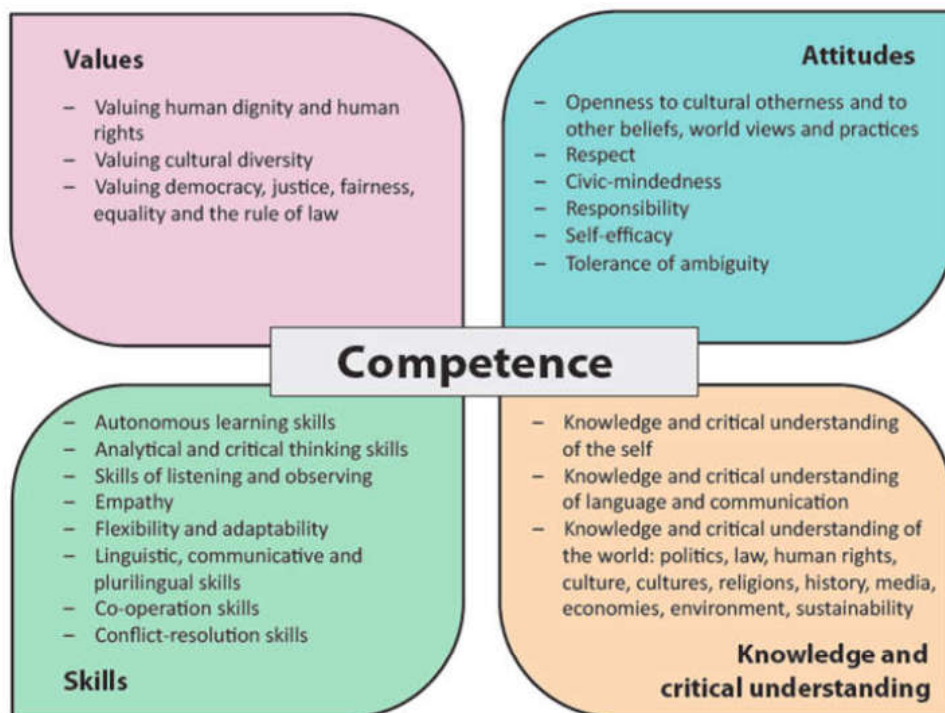 Values
– Valuing human dignity and human
rights
– Valuing cultural diversity
– Valuing democracy, justice, fairness,
equality and the rule of law
Attitudes
– Openness to cultural otherness and to
other beliefs, world views and practices
– Respect
– Civic-mindedness
– Responsibility
– Self-efficacy
– Tolerance of ambiguity
Competence
– Autonomous learning skills
– Analytical and critical thinking skills
– Skills of listening and observing
– Empathy
– Flexibility and adaptability
– Linguistic, communicative and
plurilingual skills
– Co-operation skills
– Conflict-resolution skills
Skills
– Knowledge and critical understanding
of the self
– Knowledge and critical understanding
of language and communication
– Knowledge and critical understanding of
the world: politics, law, human rights,
culture, cultures, religions, history, media,
economies, environment, sustainability
Knowledge and
critical understanding